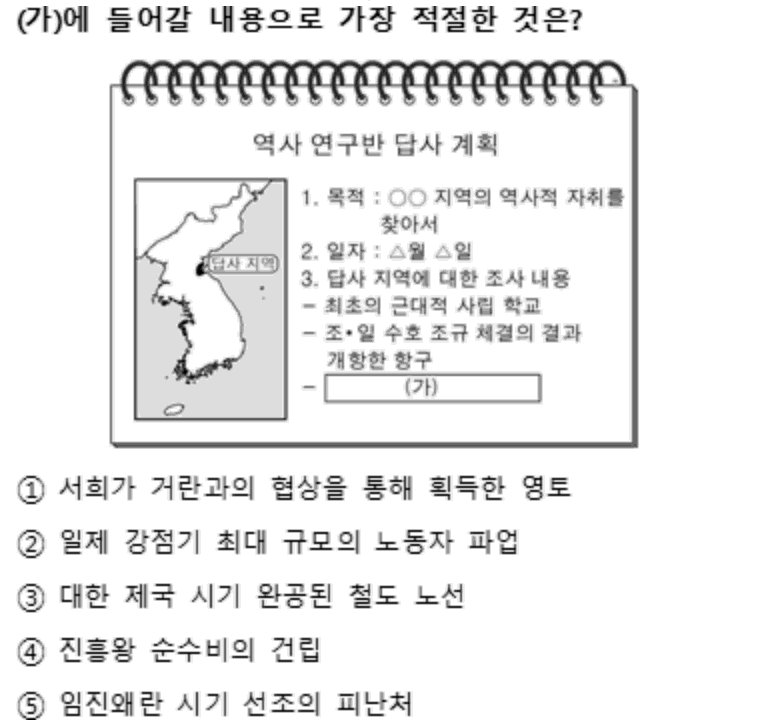 (가)에 들어갈 내용으로 가장 적절한 것은?
역사 연구반 답사 계획
답사 지역
1. 목적 : ○○ 지역의 역사적 자취를
찾아서
2. 일자 : △월 △일
3. 답사 지역에 대한 조사 내용
- 최초의 근대적 사립 학교
- 조·일 수호 조규 체결의 결과
개항한 항구
- (가)
① 서희가 거란과의 협상을 통해 획득한 영토
② 일제 강점기 최대 규모의 노동자 파업
③ 대한 제국 시기 완공된 철도 노선
④ 진흥왕 순수비의 건립
⑤ 임진왜란 시기 선조의 피난처